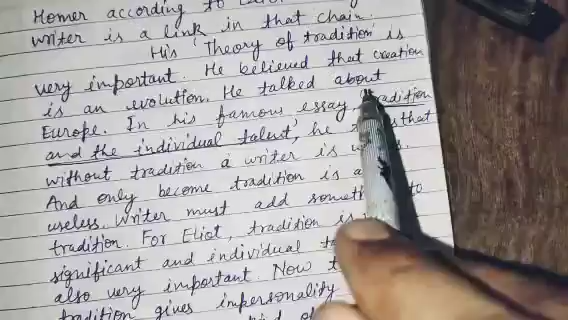 Homer according to
writer is a link in that chain.
His 'Theory of tradition is
very important. He believed that creation
is an evolution. He talked about
Europe. In his famous essay tradition
and the individual talent', he that
without tradition a writer is
And only become tradition is
useless. Writer must add to
tradition. For Eliot, tradition is
significant and individual
also very important. Now
tradition gives impersonality